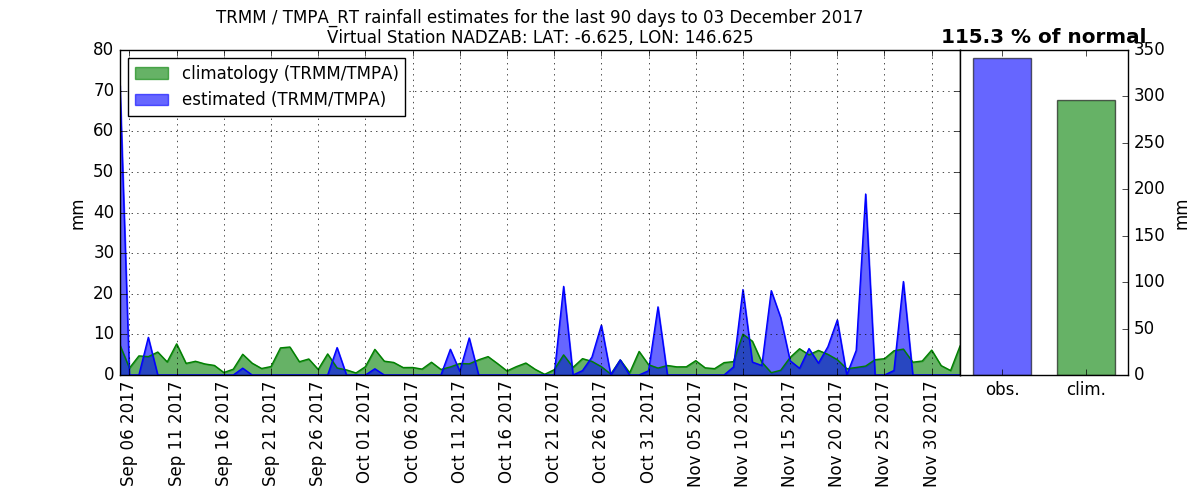 TRMM / TMPA_RT rainfall estimates for the last 90 days to 03 December 2017
Virtual Station NADZAB: LAT: -6.625, LON: 146.625
115.3 % of normal
climatology (TRMM/TMPA)
estimated (TRMM/TMPA)
mm
80
70
60
50
40
30
20
10
0
Sep 06 2017
Sep 11 2017
Sep 16 2017
Sep 21 2017
Sep 26 2017
Oct 01 2017
Oct 06 2017
Oct 11 2017
Oct 16 2017
Oct 21 2017
Oct 26 2017
Oct 31 2017
Nov 05 2017
Nov 10 2017
Nov 15 2017
Nov 20 2017
Nov 25 2017
Nov 30 2017
obs.
clim.
350
300
250
200
150
100
50
0
mm